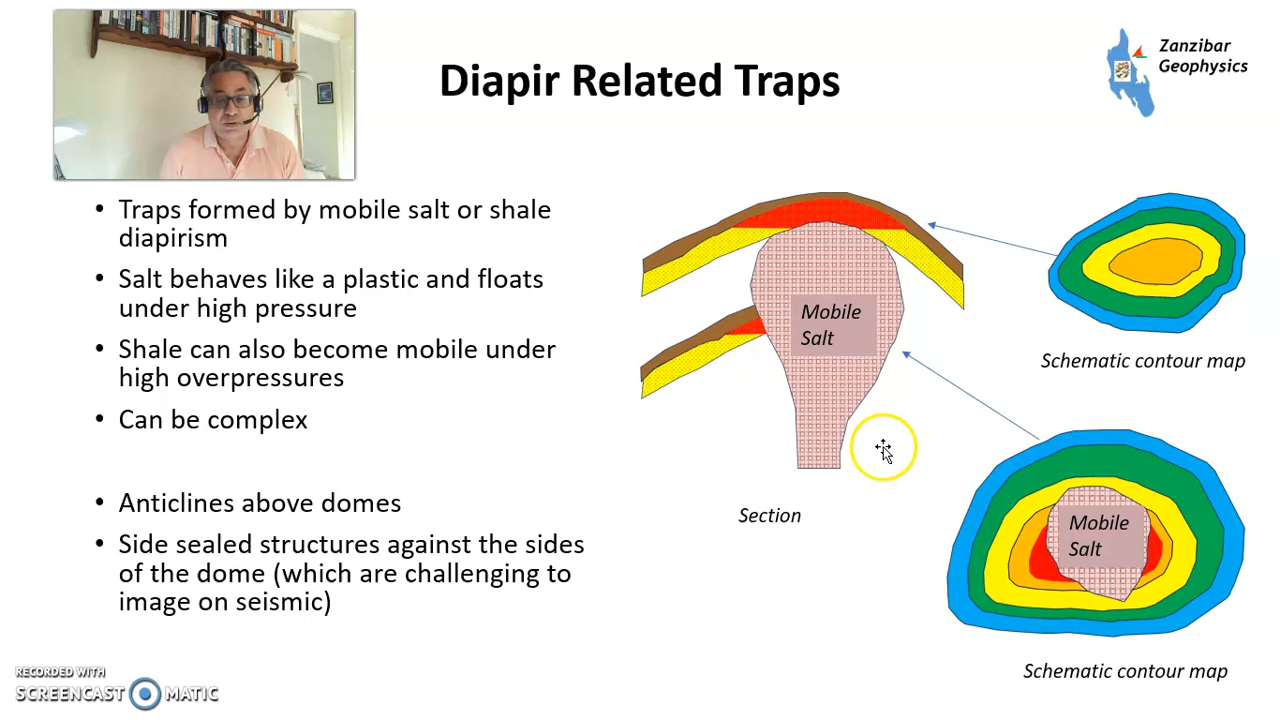 Diapir Related Traps
Zanzibar
Geophysics
• Traps formed by mobile salt or shale
diapirism
• Salt behaves like a plastic and floats
under high pressure
• Shale can also become mobile under
high overpressures
• Can be complex
• Anticlines above domes
• Side sealed structures against the sides
of the dome (which are challenging to
image on seismic)
Mobile
Salt
Section
Schematic contour map
Mobile
Salt
Schematic contour map
RECORDED WITH
SCREENCAST MATIC